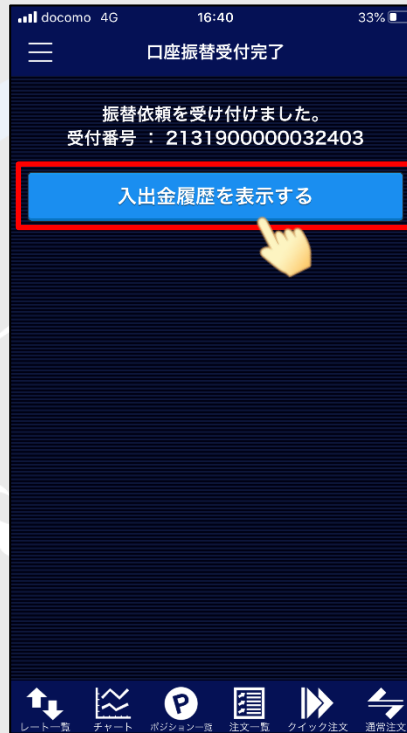 docomo 4G 16:40 33%
口座振替受付完了
振替依頼を受け付けました。
受付番号 : 2131900000032403
入出金履歴を表示する
レート一覧 チャート ポジション一覧 注文一覧 クイック注文 通常注文